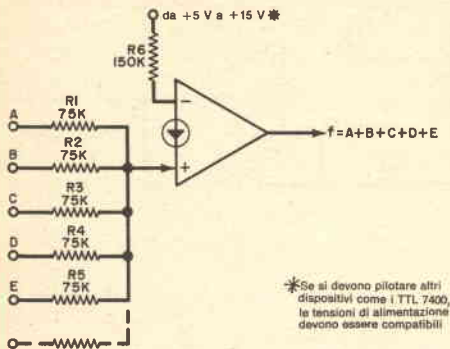 da +5 V a +15 V *
R6
150K
R1
75K
A
R2
75K
B
R3
75K
C
R4
75K
D
R5
75K
E
−
+
f=A+B+C+D+E
*Se si devono pilotare altri
dispositivi come i TTL 7400,
le tensioni di alimentazione
devono essere compatibili